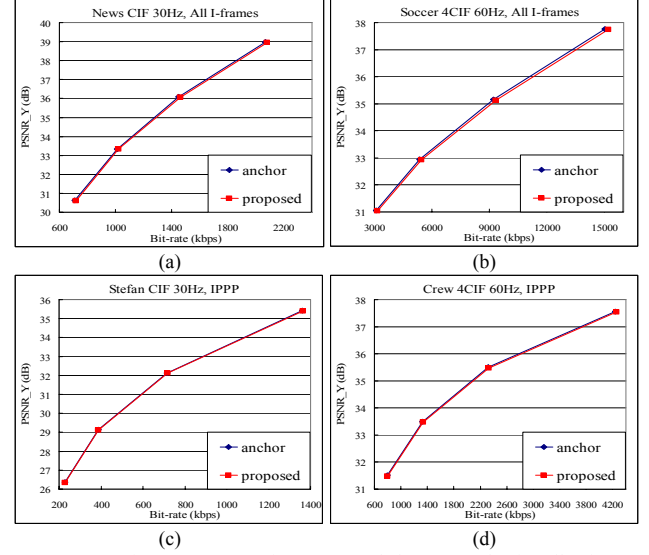 News CIF 30Hz, All I-frames
40
39
38
37
36
35
34
33
32
31
30
PSNR_Y (dB)
600 1000 1400 1800 2200
Bit-rate (kbps)
anchor
proposed
(a)
Soccer 4CIF 60Hz, All I-frames
38
37
36
35
34
33
32
31
PSNR_Y (dB)
3000 6000 9000 12000 15000
Bit-rate (kbps)
anchor
proposed
(b)
Stefan CIF 30Hz, IPPP
36
35
34
33
32
31
30
29
28
27
26
PSNR_Y (dB)
200 400 600 800 1000 1200 1400
Bit-rate (kbps)
anchor
proposed
(c)
Crew 4CIF 60Hz, IPPP
38
37
36
35
34
33
32
31
PSNR_Y (dB)
600 1000 1400 1800 2200 2600 3000 3400 3800 4200
Bit-rate (kbps)
anchor
proposed
(d)